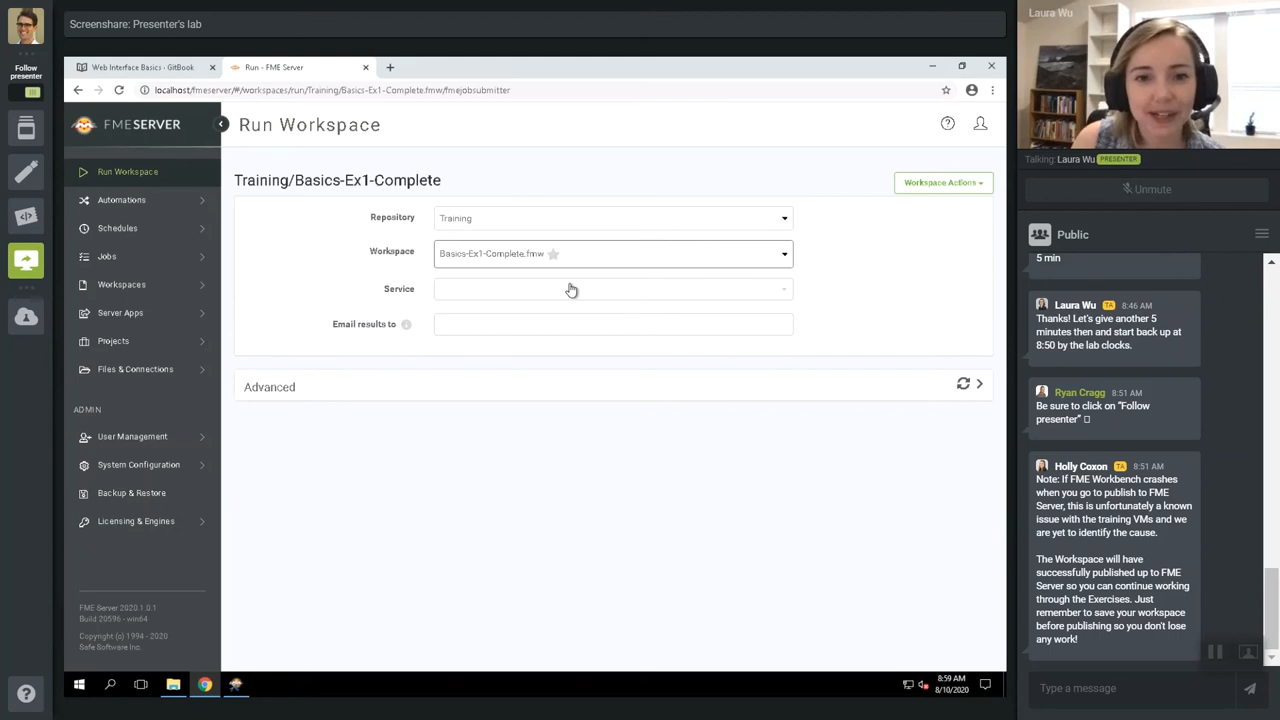 Screenshare: Presenter's lab
Laura Wu
Follow
presenter
Web Interface Basics · GitBook
Run - FME Server
localhost/fmeserver/#/workspaces/run/Training/Basics-Ex1-Complete.fmw/fmejobsubmitter
FMESERVER
Run Workspace
Talking: Laura Wu PRESENTER
Unmute
Run Workspace
Automations
Schedules
Jobs
Workspaces
Server Apps
Projects
Files & Connections
ADMIN
User Management
System Configuration
Backup & Restore
Licensing & Engines
FME Server 2020.1.0.1
Build 20596 - win64
Copyright (c) 1994 - 2020
Safe Software Inc.
Training/Basics-Ex1-Complete
Workspace Actions
Repository
Training
Workspace
Basics-Ex1-Complete.fmw
Service
Email results to
Advanced
8:59 AM
8/10/2020
Public
5 min
Laura Wu TA 8:46 AM
Thanks! Let's give another 5
minutes then and start back up at
8:50 by the lab clocks.
Ryan Cragg 8:51 AM
Be sure to click on "Follow
presenter"
Holly Coxon TA 8:51 AM
Note: If FME Workbench crashes
when you go to publish to FME
Server, this is unfortunately a known
issue with the training VMs and we
are yet to identify the cause.
The Workspace will have
successfully published up to FME
Server so you can continue working
through the Exercises. Just
remember to save your workspace
before publishing so you don't lose
any work!
Type a message